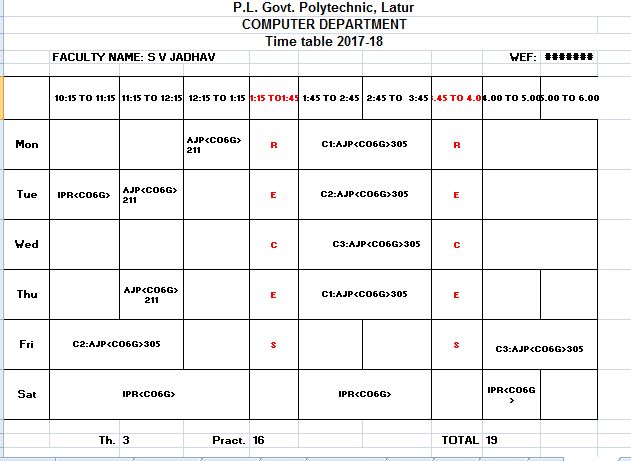 P.L. Govt. Polytechnic, Latur
COMPUTER DEPARTMENT
Time table 2017-18
FACULTY NAME: S V JADHAV WEF: #######
10:15 TO 11:15 11:15 TO 12:15 12:15 TO 1:15 1:15 TO1:45 1:45 TO 2:45 2:45 TO 3:45 .45 TO 4.0 4.00 TO 5.00 5.00 TO 6.00
Mon AJP<CO6G> 211 R C1:AJP<CO6G>305 R
Tue IPR<CO6G> AJP<CO6G> 211 E C2:AJP<CO6G>305 E
Wed C C3:AJP<CO6G>305 C
Thu AJP<CO6G> 211 E C1:AJP<CO6G>305 E
Fri C2:AJP<CO6G>305 S S C3:AJP<CO6G>305
Sat IPR<CO6G> IPR<CO6G> IPR<CO6G >
Th. 3 Pract. 16 TOTAL 19